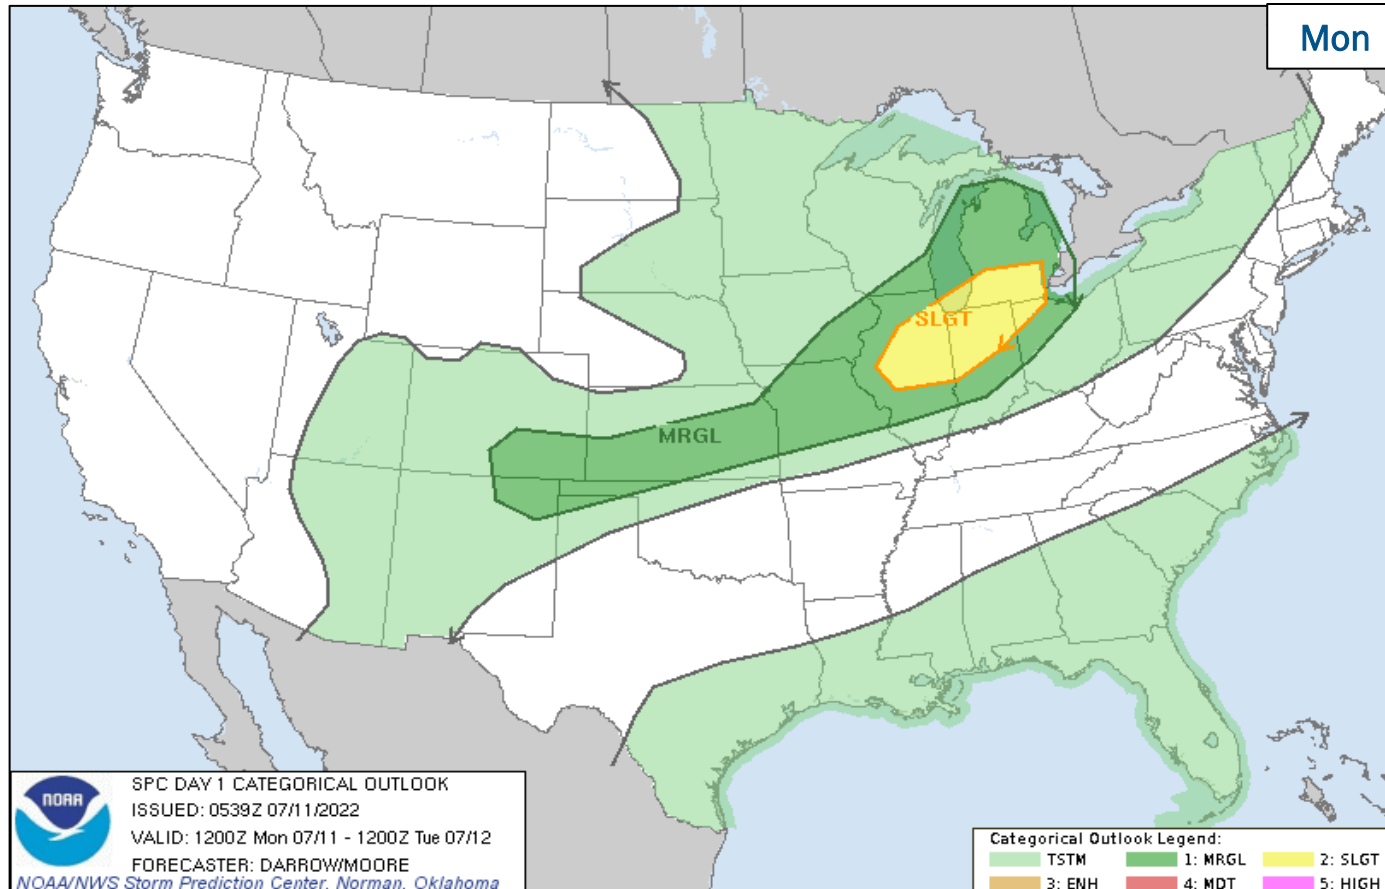 Mon
SLGT
MRGL
NOAA
SPC DAY 1 CATEGORICAL OUTLOOK
ISSUED: 0539Z 07/11/2022
VALID: 1200Z Mon 07/11 - 1200Z Tue 07/12
FORECASTER: DARROW/MOORE
NOAA/NWS Storm Prediction Center, Norman, Oklahoma
Categorical Outlook Legend:
TSTM 1: MRGL 2: SLGT
3: ENH 4: MDT 5: HIGH